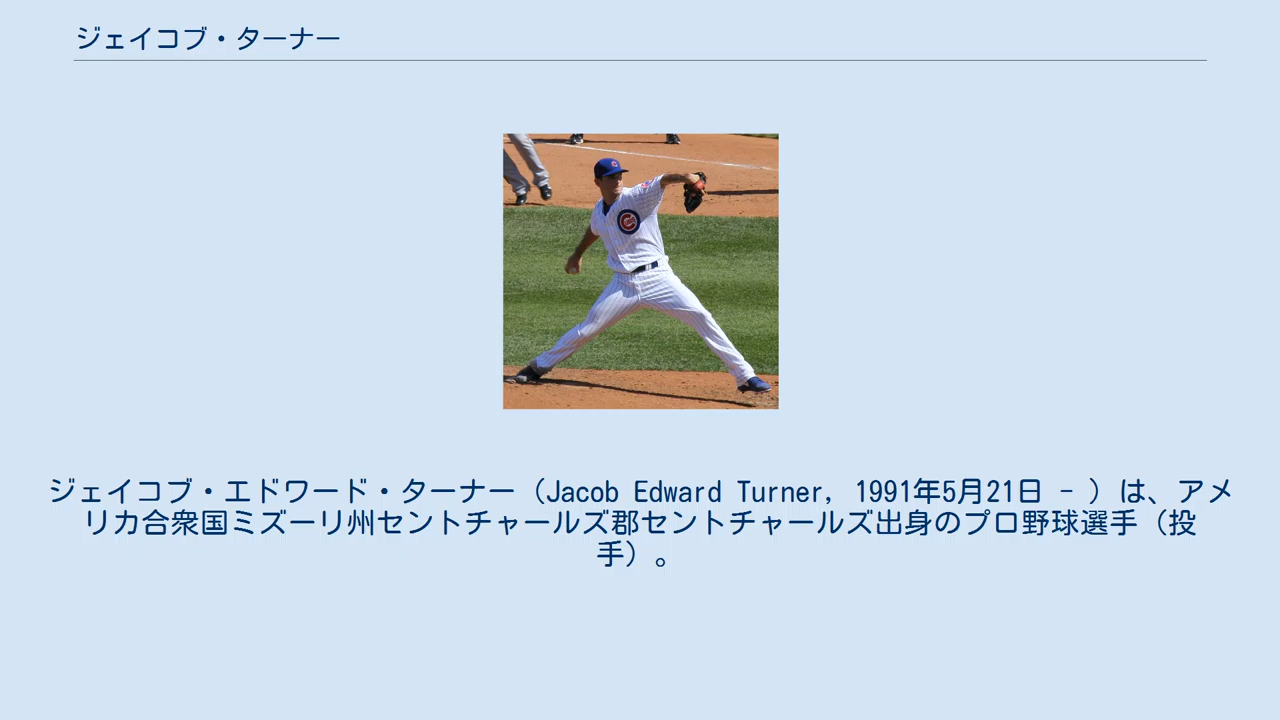 ジェイコブ・ターナー
ジェイコブ・エドワード・ターナー（Jacob Edward Turner, 1991年5月21日 - ）は、アメ
リカ合衆国ミズーリ州セントチャールズ郡セントチャールズ出身のプロ野球選手（投
手）。